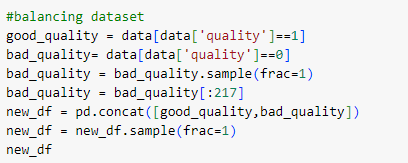 #balancing dataset
good_quality = data[data['quality']==1]
bad_quality= data[data['quality']==0]
bad_quality = bad_quality.sample(frac=1)
bad_quality = bad_quality[:217]
new_df = pd.concat([good_quality,bad_quality])
new_df = new_df.sample(frac=1)
new_df